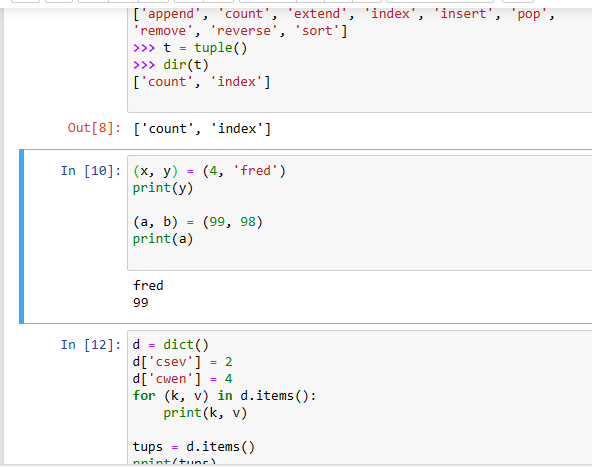 ['append', 'count', 'extend', 'index', 'insert', 'pop',
'remove', 'reverse', 'sort']
>>> t = tuple()
>>> dir(t)
['count', 'index']
Out[8]: ['count', 'index']
In [10]: (x, y) = (4, 'fred')
print(y)
(a, b) = (99, 98)
print(a)
fred
99
In [12]: d = dict()
d['csev'] = 2
d['cwen'] = 4
for (k, v) in d.items():
    print(k, v)
tups = d.items()
print(tups)